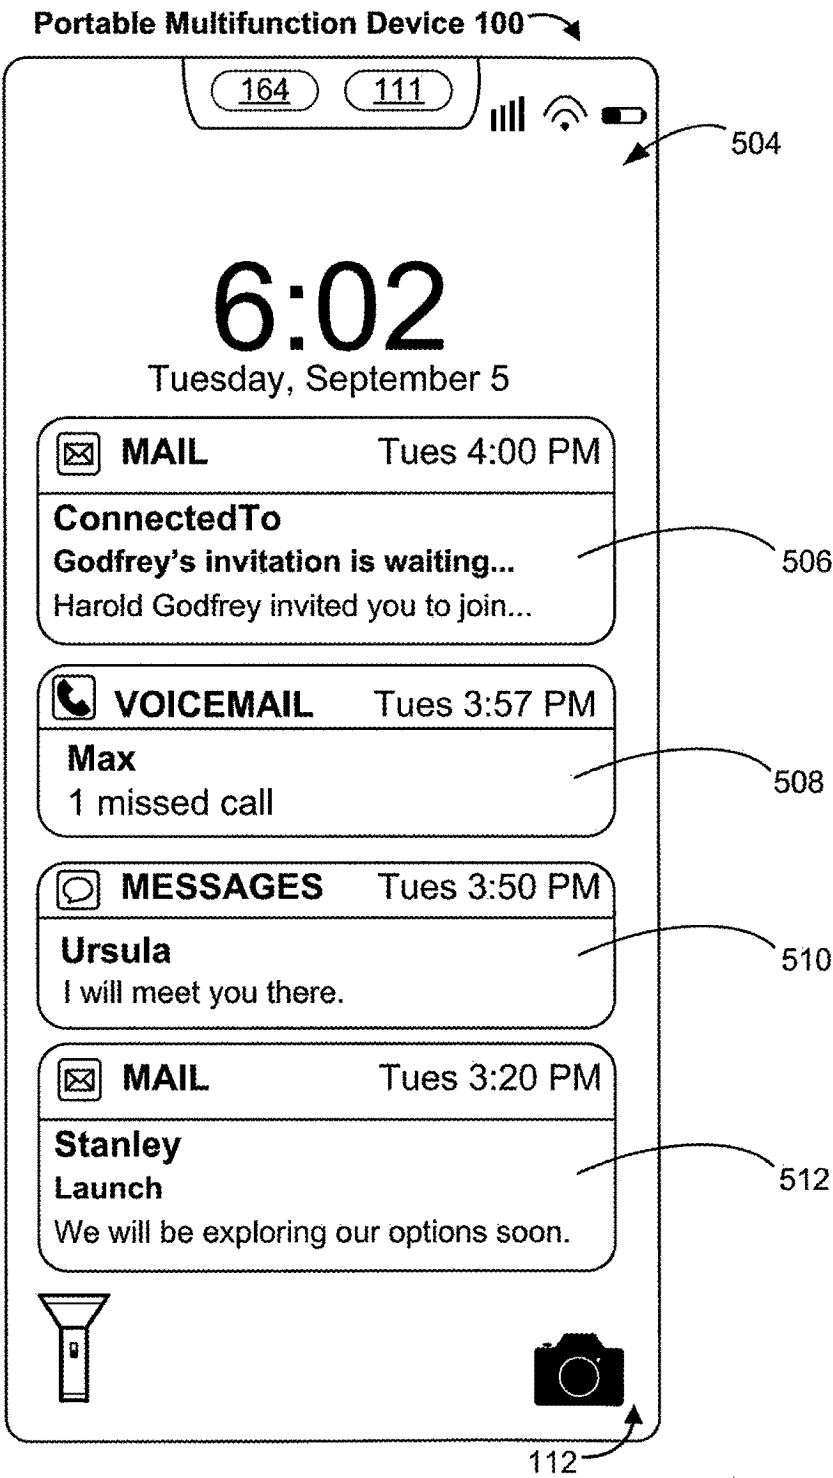 Portable Multifunction Device 100
164 111
504
6:02
Tuesday, September 5
MAIL Tues 4:00 PM
ConnectedTo
Godfrey's invitation is waiting...
Harold Godfrey invited you to join...
506
VOICEMAIL Tues 3:57 PM
Max
1 missed call
508
MESSAGES Tues 3:50 PM
Ursula
I will meet you there.
510
MAIL Tues 3:20 PM
Stanley
Launch
We will be exploring our options soon.
512
112